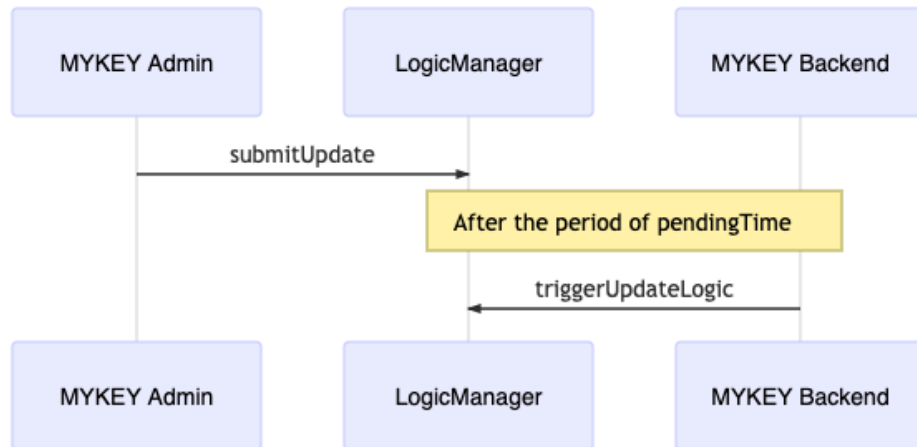 MYKEY Admin
LogicManager
MYKEY Backend
submitUpdate
After the period of pendingTime
triggerUpdateLogic
MYKEY Admin
LogicManager
MYKEY Backend